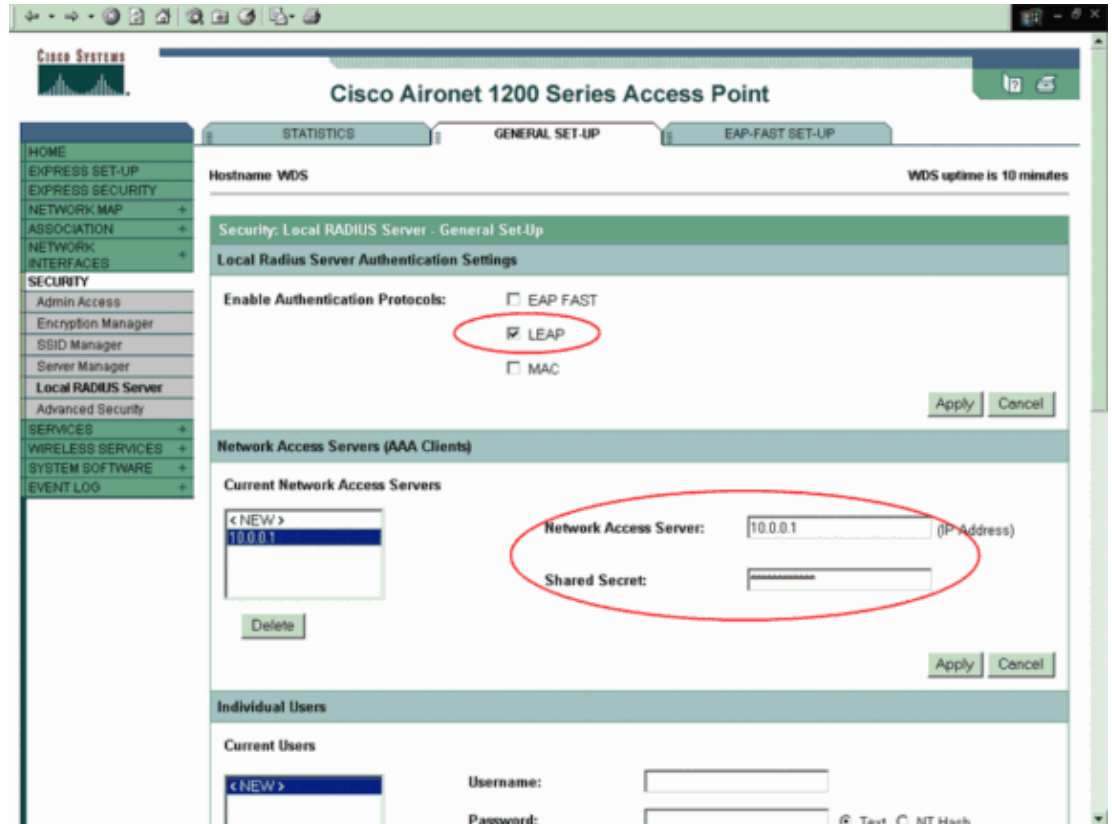 CISCO SYSTEMS
Cisco Aironet 1200 Series Access Point
STATISTICS
GENERAL SET-UP
EAP-FAST SET-UP
HOME
EXPRESS SET-UP
EXPRESS SECURITY
NETWORK MAP +
ASSOCIATION +
NETWORK INTERFACES +
SECURITY
Admin Access
Encryption Manager
SSID Manager
Server Manager
Local RADIUS Server
Advanced Security
SERVICES +
WIRELESS SERVICES +
SYSTEM SOFTWARE +
EVENT LOG +
Hostname WDS
WDS uptime is 10 minutes
Security: Local RADIUS Server - General Set-Up
Local Radius Server Authentication Settings
Enable Authentication Protocols:
EAP FAST
LEAP
MAC
Apply Cancel
Network Access Servers (AAA Clients)
Current Network Access Servers
< NEW >
10.0.0.1
Delete
Network Access Server: 10.0.0.1 (IP Address)
Shared Secret: ************
Apply Cancel
Individual Users
Current Users
< NEW >
Username:
Password:
Text NT Hash